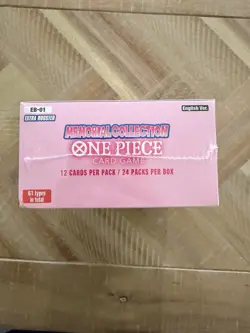 EB-01
EXTRA BOOSTER
English Ver.
MEMORIAL COLLECTION
ONE PIECE
CARD GAME
12 CARDS PER PACK / 24 PACKS PER BOX
61 types
in total